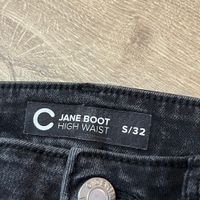 C JANE BOOT
HIGH WAIST S/32